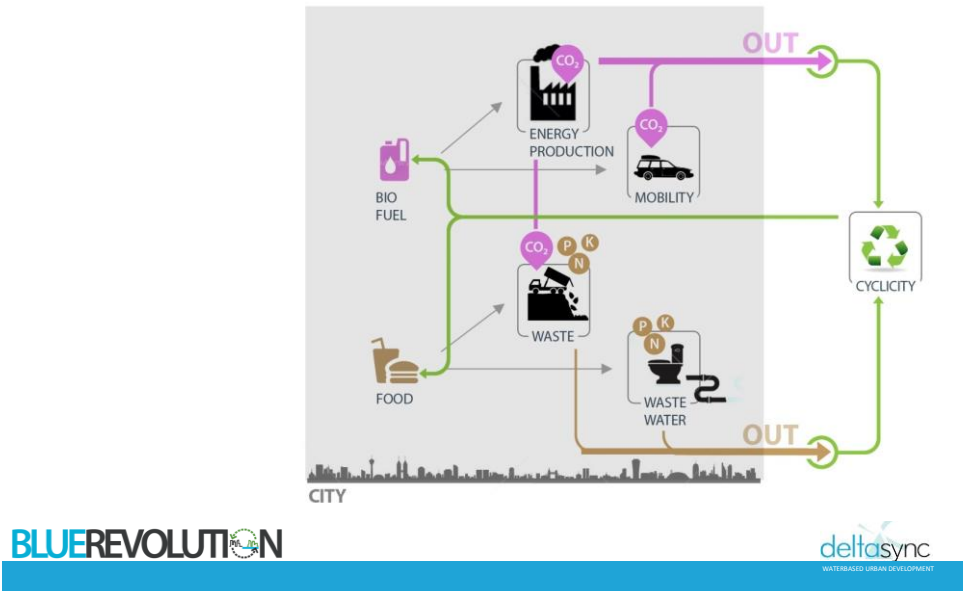 OUT
CO2
ENERGY
PRODUCTION
CO2
BIO
FUEL
MOBILITY
CO2
P
K
N
CYCLICITY
WASTE
P
K
N
FOOD
WASTE
WATER
OUT
CITY
BLUEREVOLUTION
deltasync
WATERBASED URBAN DEVELOPMENT